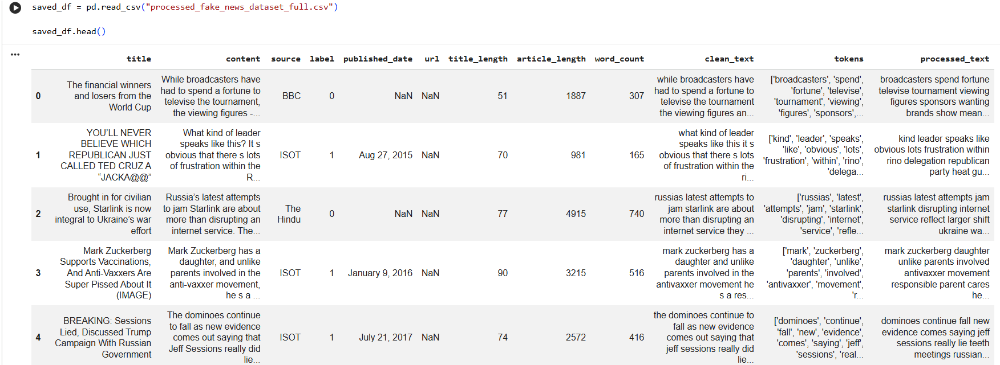 saved_df = pd.read_csv("processed_fake_news_dataset_full.csv")
saved_df.head()
title content source label published_date url title_length article_length word_count clean_text tokens processed_text
0
The financial winners
and losers from the
World Cup
While broadcasters have
had to spend a fortune to
televise the tournament,
the viewing figures -...
BBC
0
NaN
NaN
51
1887
307
while broadcasters have
had to spend a fortune to
televise the tournament
the viewing figures an...
['broadcasters', 'spend',
'fortune', 'televise',
'tournament', 'viewing',
'figures', 'sponsors',...
broadcasters spend fortune
televise tournament viewing
figures sponsors wanting
brands show mean...
1
YOU’LL NEVER
BELIEVE WHICH
REPUBLICAN JUST
CALLED TED CRUZ A
“JACKA@@”
What kind of leader
speaks like this? It s
obvious that there s lots
of frustration within the
R...
ISOT
1
Aug 27, 2015
NaN
70
981
165
what kind of leader
speaks like this it s
obvious that there s lots
of frustration within the
ri...
['kind', 'leader', 'speaks',
'like', 'obvious', 'lots',
'frustration', 'within', 'rino',
'delega...
kind leader speaks like
obvious lots frustration within
rino delegation republican
party heat gu...
2
Brought in for civilian
use, Starlink is now
integral to Ukraine’s war
effort
Russia’s latest attempts
to jam Starlink are about
more than disrupting an
internet service. The...
The
Hindu
0
NaN
NaN
77
4915
740
russias latest attempts to
jam starlink are about
more than disrupting an
internet service they ...
['russias', 'latest',
'attempts', 'jam', 'starlink',
'disrupting', 'internet',
'service', 'refle...
russias latest attempts jam
starlink disrupting internet
service reflect larger shift
ukraine wa...
3
Mark Zuckerberg
Supports Vaccinations,
And Anti-Vaxxers Are
Super Pissed About It
(IMAGE)
Mark Zuckerberg has a
daughter, and unlike
parents involved in the
anti-vaxxer movement,
he s a ...
ISOT
1
January 9, 2016
NaN
90
3215
516
mark zuckerberg has a
daughter and unlike
parents involved in the
antivaxxer movement he
s a res...
['mark', 'zuckerberg',
'daughter', 'unlike',
'parents', 'involved',
'antivaxxer', 'movement',
'r...
mark zuckerberg daughter
unlike parents involved
antivaxxer movement
responsible parent cares
he...
4
BREAKING: Sessions
Lied, Discussed Trump
Campaign With Russian
Government
The dominoes continue
to fall as new evidence
comes out saying that
Jeff Sessions really did
lie...
ISOT
1
July 21, 2017
NaN
74
2572
416
the dominoes continue to
fall as new evidence
comes out saying that
jeff sessions really did
lie...
['dominoes', 'continue',
'fall', 'new', 'evidence',
'comes', 'saying', 'jeff',
'sessions', 'real...
dominoes continue fall new
evidence comes saying jeff
sessions really lie teeth
meetings russian...